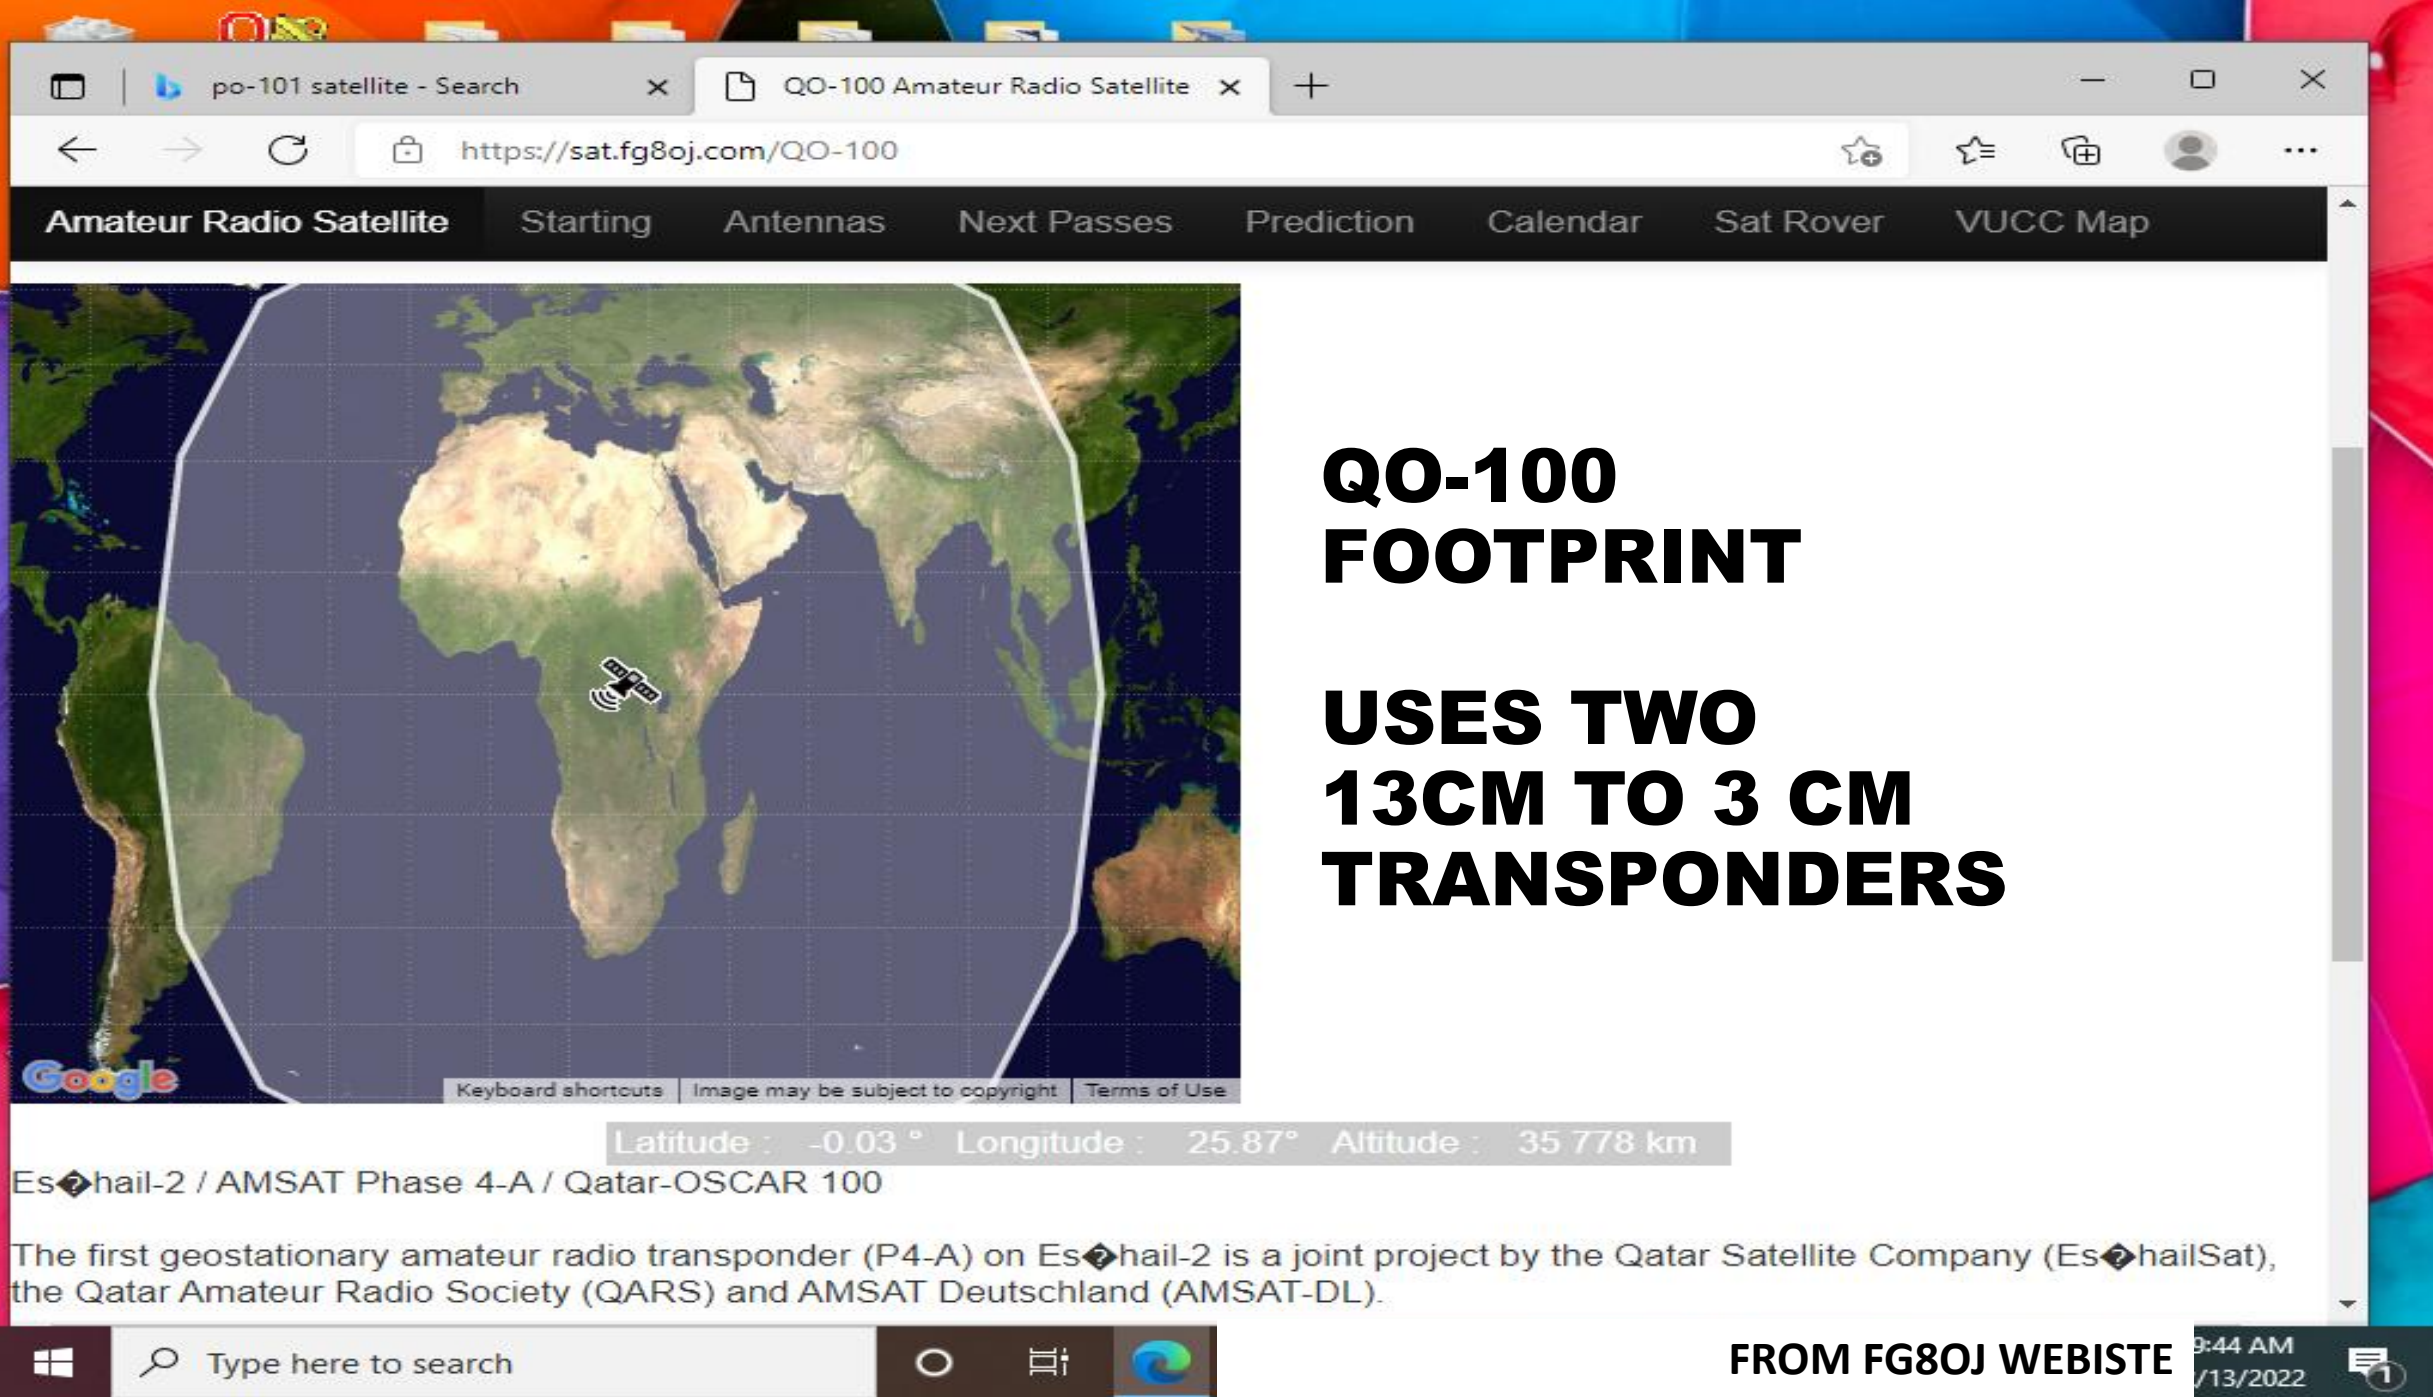 po-101 satellite - Search
QO-100 Amateur Radio Satellite
https://sat.fg8oj.com/QO-100
Amateur Radio Satellite Starting Antennas Next Passes Prediction Calendar Sat Rover VUCC Map
QO-100
FOOTPRINT
USES TWO
13CM TO 3 CM
TRANSPONDERS
Google
Keyboard shortcuts Image may be subject to copyright Terms of Use
Latitude : -0.03 ° Longitude : 25.87° Altitude : 35 778 km
Es�hail-2 / AMSAT Phase 4-A / Qatar-OSCAR 100
The first geostationary amateur radio transponder (P4-A) on Es�hail-2 is a joint project by the Qatar Satellite Company (Es�hailSat),
the Qatar Amateur Radio Society (QARS) and AMSAT Deutschland (AMSAT-DL).
Type here to search
FROM FG8OJ WEBISTE
9:44 AM
/13/2022
1